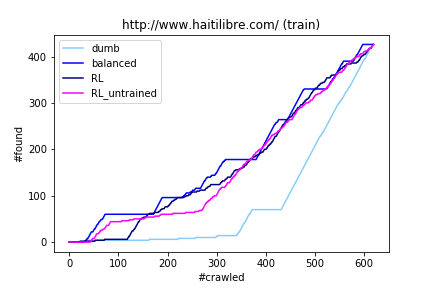 http://www.haitilibre.com/ (train)
dumb
balanced
RL
RL_untrained
#found
400
300
200
100
0
0 100 200 300 400 500 600
#crawled